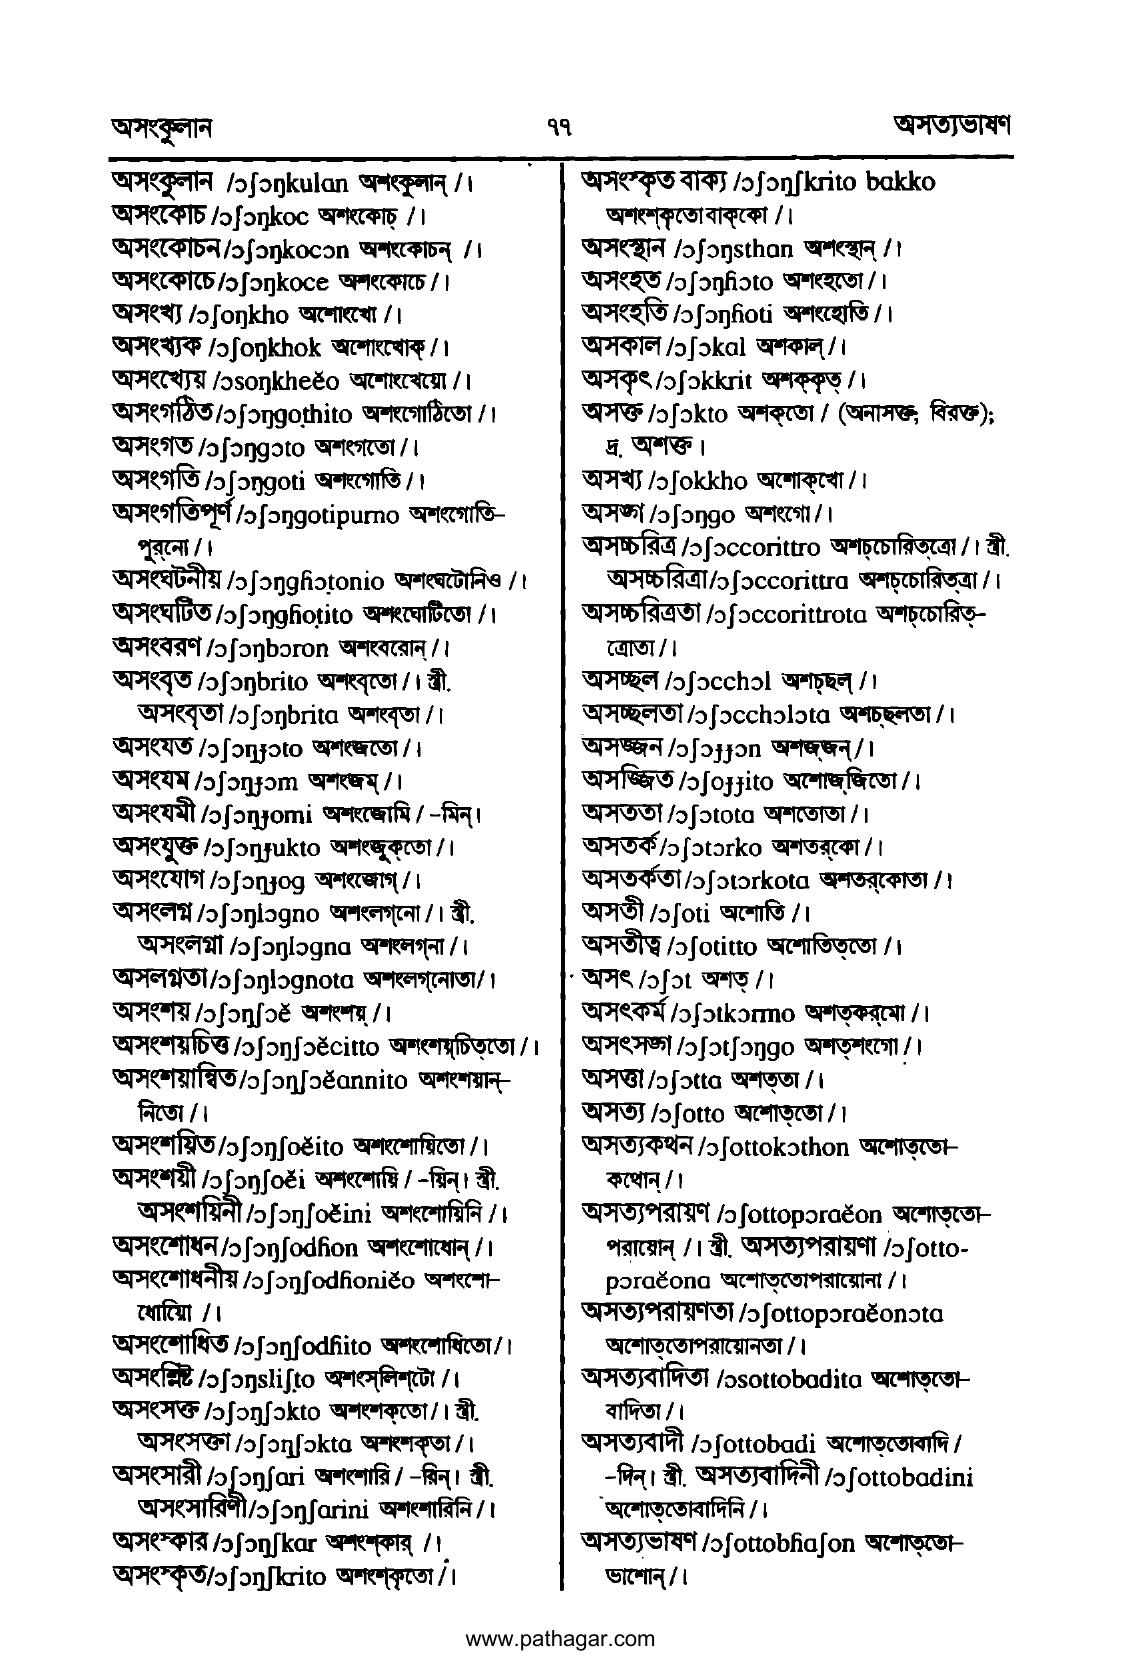 অসংকুলান ৭৭ অসত্যভাষণ
অসংকুলান /ɔʃɔŋkulan অশংকুলান্ /।
অসংকোচ /ɔʃɔŋkoc অশংকোচ্ /।
অসংকোচন /ɔʃɔŋkocɔn অশংকোচন্ /।
অসংকোচে /ɔʃɔŋkoce অশংকোচে /।
অসংখ্য /ɔʃoŋkho অশোংখো /।
অসংখ্যক /ɔʃoŋkhok অশোংখোক্ /।
অসংখ্যেয় /ɔsoŋkheĕo অশোংখেয়ো /।
অসংগঠিত /ɔʃɔŋgoṭhito অশংগোঠিতো /।
অসংগত /ɔʃɔŋgɔto অশংগতো /।
অসংগতি /ɔʃɔŋgoti অশংগোতি /।
অসংগতিপূর্ণ /ɔʃɔŋgotipurno অশংগোতি–
পুর্‌নো /।
অসংঘটনীয় /ɔʃɔŋgɦɔṭonio অশংঘটোনিও /।
অসংঘটিত /ɔʃɔŋgɦoṭito অশংঘোটিতো /।
অসংবরণ /ɔʃɔŋbɔron অশংবরোন্ /।
অসংবৃত /ɔʃɔŋbrito অশংবৃতো /। স্ত্রী.
অসংবৃতা /ɔʃɔŋbrita অশংবৃতা /।
অসংযত /ɔʃɔŋɟɔto অশংজতো /।
অসংযম /ɔʃɔŋɟɔm অশংজম্ /।
অসংযমী /ɔʃɔŋɟomi অশংজোমি / –মিন্।
অসংযুক্ত /ɔʃɔŋɟukto অশংজুক্‌তো /।
অসংযোগ /ɔʃɔŋɟog অশংজোগ্ /।
অসংলগ্ন /ɔʃɔŋlɔgno অশংলগ্‌নো /। স্ত্রী.
অসংলগ্না /ɔʃɔŋlɔgna অশংলগ্‌না /।
অসলগ্নতা /ɔʃɔŋlɔgnota অশংলগ্‌নোতা /।
অসংশয় /ɔʃɔŋʃɔĕ অশংশয়্ /।
অসংশয়চিত্ত /ɔʃɔŋʃɔĕcitto অশংশয়্‌চিত্‌তো /।
অসংশয়ান্বিত /ɔʃɔŋʃɔĕannito অশংশয়ান্–
নিতো /।
অসংশয়িত /ɔʃɔŋʃoĕito অশংশোয়িতো /।
অসংশয়ী /ɔʃɔŋʃoĕi অশংশোয়ি / –য়িন্। স্ত্রী.
অসংশয়িনী /ɔʃɔŋʃoĕini অশংশোয়িনি /।
অসংশোধন /ɔʃɔŋʃodɦon অশংশোধোন্ /।
অসংশোধনীয় /ɔʃɔŋʃodɦoniĕo অশংশো–
ধোয়িো /।
অসংশোধিত /ɔʃɔŋʃodɦito অশংশোধিতো /।
অসংশ্লিষ্ট /ɔʃɔŋsliʃṭo অশংস্‌লিশ্‌টো /।
অসংসক্ত /ɔʃɔŋʃɔkto অশংশক্‌তো /। স্ত্রী.
অসংসক্তা /ɔʃɔŋʃɔkta অশংশক্‌তা /।
অসংসারী /ɔʃɔŋʃari অশংশারি / –রিন্। স্ত্রী.
অসংসারিণী /ɔʃɔŋʃarini অশংশারিনি /।
অসংস্কার /ɔʃɔŋʃkar অশংশ্‌কার্ /।
অসংস্কৃত /ɔʃɔŋʃkrito অশংশ্‌কৃতো /।
অসংস্কৃত বাক্য /ɔʃɔŋʃkrito bakko
অশংশ্‌কৃতো বাক্‌কো /।
অসংস্থান /ɔʃɔŋsthan অশংস্থান্ /।
অসংহত /ɔʃɔŋɦɔto অশংহতো /।
অসংহতি /ɔʃɔŋɦoti অশংহোতি /।
অসকাল /ɔʃɔkal অশকাল্ /।
অসকৃৎ /ɔʃɔkkrit অশক্‌কৃত্ /।
অসক্ত /ɔʃɔkto অশক্‌তো / (অনাসক্ত; বিরক্ত);
দ্র. অশক্ত।
অসখ্য /ɔʃokkho অশোক্‌খো /।
অসঙ্গ /ɔʃɔŋgo অশংগো /।
অসচ্চরিত্র /ɔʃɔccorittro অশচ্‌চোরিত্‌ত্রো /। স্ত্রী.
অসচ্চরিত্রা /ɔʃɔccorittra অশচ্‌চোরিত্‌ত্রা /।
অসচ্চরিত্রতা /ɔʃɔccorittrota অশচ্‌চোরিত্–
ত্রোতা /।
অসচ্ছল /ɔʃɔcchɔl অশচ্‌ছল্ /।
অসচ্ছলতা /ɔʃɔcchɔlɔta অশচ্‌ছলতা /।
অসজ্জন /ɔʃɔɟɟɔn অশজ্‌জন্ /।
অসজ্জিত /ɔʃoɟɟito অশোজ্‌জিতো /।
অসততা /ɔʃɔtota অশতোতা /।
অসতর্ক /ɔʃɔtɔrko অশতর্‌কো /।
অসতর্কতা /ɔʃɔtɔrkota অশতর্‌কোতা /।
অসতী /ɔʃoti অশোতি /।
অসতীত্ব /ɔʃotitto অশোতিত্‌তো /।
অসৎ /ɔʃɔt অশত্ /।
অসৎকর্ম /ɔʃɔtkɔrmo অশত্‌কর্‌মো /।
অসৎসঙ্গ /ɔʃɔtʃɔŋgo অশত্‌শংগো /।
অসত্তা /ɔʃɔtta অশত্‌তা /।
অসত্য /ɔʃotto অশোত্‌তো /।
অসত্যকথন /ɔʃottokɔthon অশোত্‌তো–
কথোন্ /।
অসত্যপরায়ণ /ɔʃottopɔraĕon অশোত্‌তো–
পরায়োন্ /। স্ত্রী. অসত্যপরায়ণা /ɔʃotto-
pɔraĕona অশোত্‌তোপরায়োনা /।
অসত্যপরায়ণতা /ɔʃottopɔraĕonɔta
অশোত্‌তোপরায়োনতা /।
অসত্যবাদিতা /ɔsottobadita অশোত্‌তো–
বাদিতা /।
অসত্যবাদী /ɔʃottobadi অশোত্‌তোবাদি /
–দিন্। স্ত্রী. অসত্যবাদিনী /ɔʃottobadini
অশোত্‌তোবাদিনি /।
অসত্যভাষণ /ɔʃottobɦaʃon অশোত্‌তো–
ভাশোন্ /।
www.pathagar.com